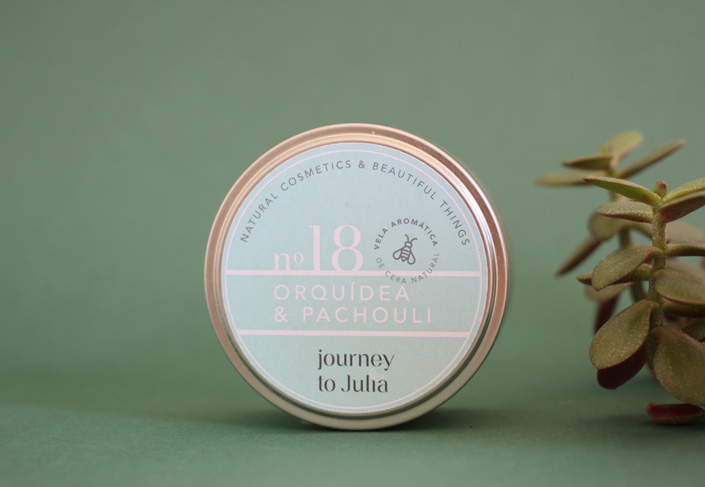 NATURAL COSMETICS & BEAUTIFUL THINGS
nº18
VELA AROMÁTICA
DE CERA NATURAL
ORQUÍDEA
& PACHOULI
journey
to Julia